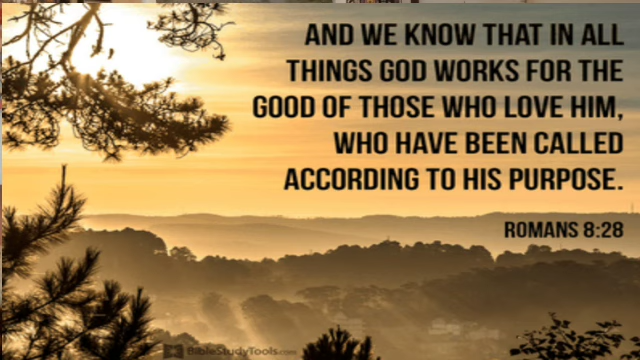 AND WE KNOW THAT IN ALL
THINGS GOD WORKS FOR THE
GOOD OF THOSE WHO LOVE HIM,
WHO HAVE BEEN CALLED
ACCORDING TO HIS PURPOSE.
ROMANS 8:28
BibleStudyTools.com